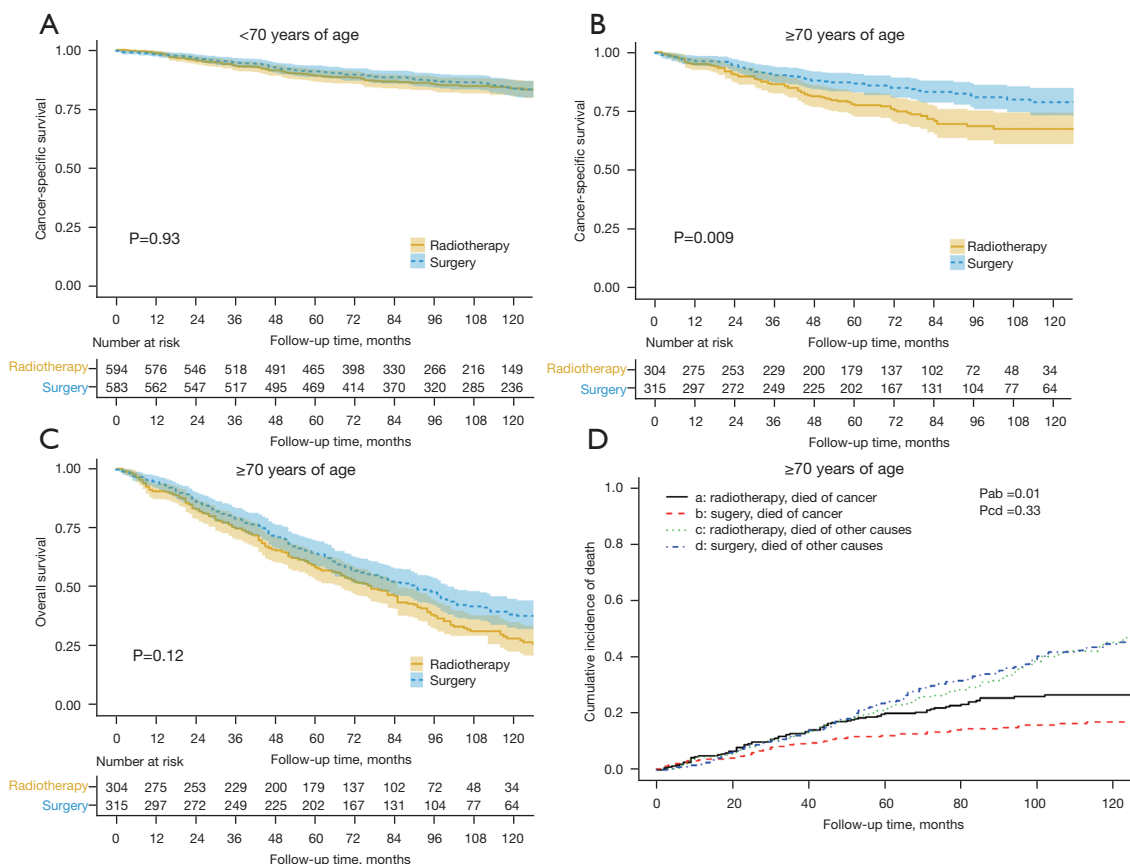 A
<70 years of age
1.00
0.75
0.50
0.25
0.00
Cancer-specific survival
P=0.93
Radiotherapy
Surgery
0 12 24 36 48 60 72 84 96 108 120
Number at risk
Follow-up time, months
Radiotherapy 594 576 546 518 491 465 398 330 266 216 149
Surgery 583 562 547 517 495 469 414 370 320 285 236
0 12 24 36 48 60 72 84 96 108 120
Follow-up time, months
B
≥70 years of age
1.00
0.75
0.50
0.25
0.00
Cancer-specific survival
P=0.009
Radiotherapy
Surgery
0 12 24 36 48 60 72 84 96 108 120
Number at risk
Follow-up time, months
Radiotherapy 304 275 253 229 200 179 137 102 72 48 34
Surgery 315 297 272 249 225 202 167 131 104 77 64
0 12 24 36 48 60 72 84 96 108 120
Follow-up time, months
C
≥70 years of age
1.00
0.75
0.50
0.25
0.00
Overall survival
P=0.12
Radiotherapy
Surgery
0 12 24 36 48 60 72 84 96 108 120
Number at risk
Follow-up time, months
Radiotherapy 304 275 253 229 200 179 137 102 72 48 34
Surgery 315 297 272 249 225 202 167 131 104 77 64
0 12 24 36 48 60 72 84 96 108 120
Follow-up time, months
D
≥70 years of age
1.0
0.8
0.6
0.4
0.2
0.0
Cumulative incidence of death
a: radiotherapy, died of cancer
b: sugery, died of cancer
c: radiotherapy, died of other causes
d: surgery, died of other causes
Pab =0.01
Pcd =0.33
0 20 40 60 80 100 120
Follow-up time, months